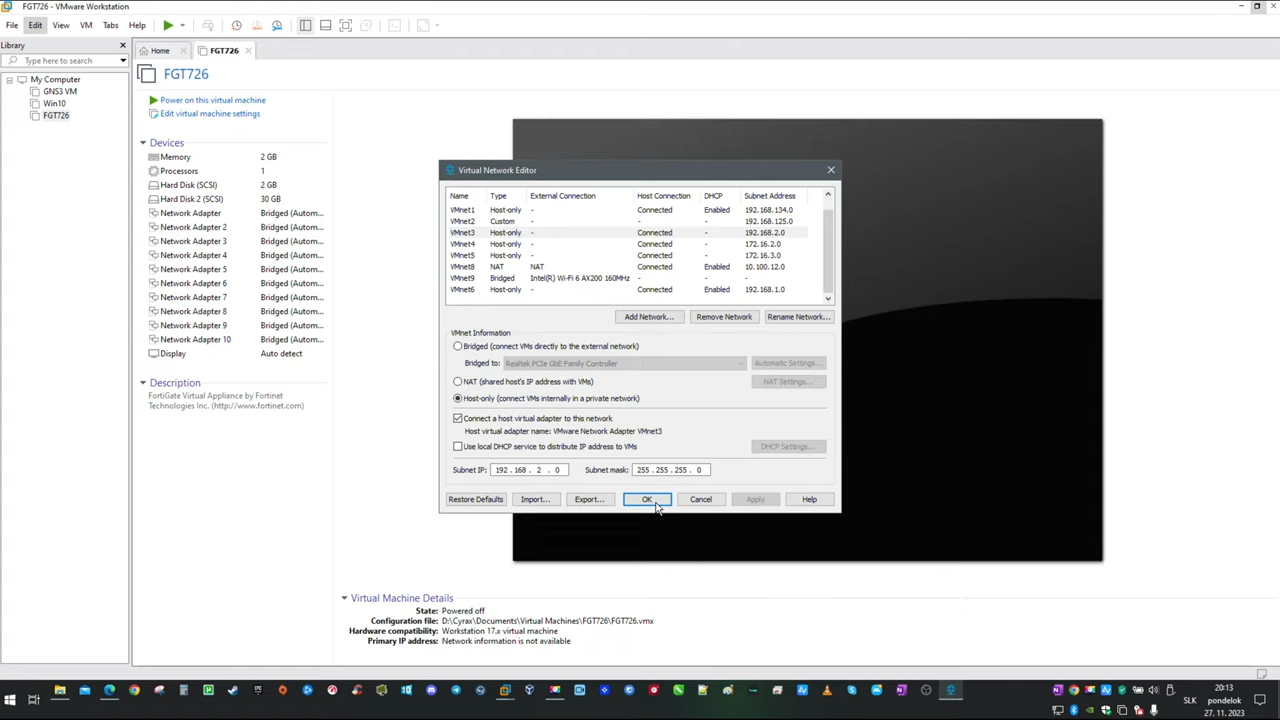 FGT726 - VMware Workstation
File Edit View VM Tabs Help
Library
Type here to search
My Computer
GNS3 VM
Win10
FGT726
Home
FGT726
FGT726
Power on this virtual machine
Edit virtual machine settings
Devices
Memory 2 GB
Processors 1
Hard Disk (SCSI) 2 GB
Hard Disk 2 (SCSI) 30 GB
Network Adapter Bridged (Autom...
Network Adapter 2 Bridged (Autom...
Network Adapter 3 Bridged (Autom...
Network Adapter 4 Bridged (Autom...
Network Adapter 5 Bridged (Autom...
Network Adapter 6 Bridged (Autom...
Network Adapter 7 Bridged (Autom...
Network Adapter 8 Bridged (Autom...
Network Adapter 9 Bridged (Autom...
Network Adapter 10 Bridged (Autom...
Display Auto detect
Description
FortiGate Virtual Appliance by Fortinet
Technologies Inc. (http://www.fortinet.com)
Virtual Network Editor
Name Type External Connection Host Connection DHCP Subnet Address
VMnet1 Host-only - Connected Enabled 192.168.134.0
VMnet2 Custom - - - 192.168.125.0
VMnet3 Host-only - Connected - 192.168.2.0
VMnet4 Host-only - Connected - 172.16.2.0
VMnet5 Host-only - Connected - 172.16.3.0
VMnet8 NAT NAT Connected Enabled 10.100.12.0
VMnet9 Bridged Intel(R) Wi-Fi 6 AX200 160MHz - - -
VMnet6 Host-only - Connected Enabled 192.168.1.0
Add Network... Remove Network Rename Network...
VMnet Information
Bridged (connect VMs directly to the external network)
Bridged to: Realtek PCIe GbE Family Controller Automatic Settings...
NAT (shared host's IP address with VMs) NAT Settings...
Host-only (connect VMs internally in a private network)
Connect a host virtual adapter to this network
Host virtual adapter name: VMware Network Adapter VMnet3
Use local DHCP service to distribute IP address to VMs DHCP Settings...
Subnet IP: 192 . 168 . 2 . 0 Subnet mask: 255 . 255 . 255 . 0
Restore Defaults Import... Export... OK Cancel Apply Help
Virtual Machine Details
State: Powered off
Configuration file: D:\Cyrax\Documents\Virtual Machines\FGT726\FGT726.vmx
Hardware compatibility: Workstation 17.x virtual machine
Primary IP address: Network information is not available
SLK
20:13
pondelok
27. 11. 2023